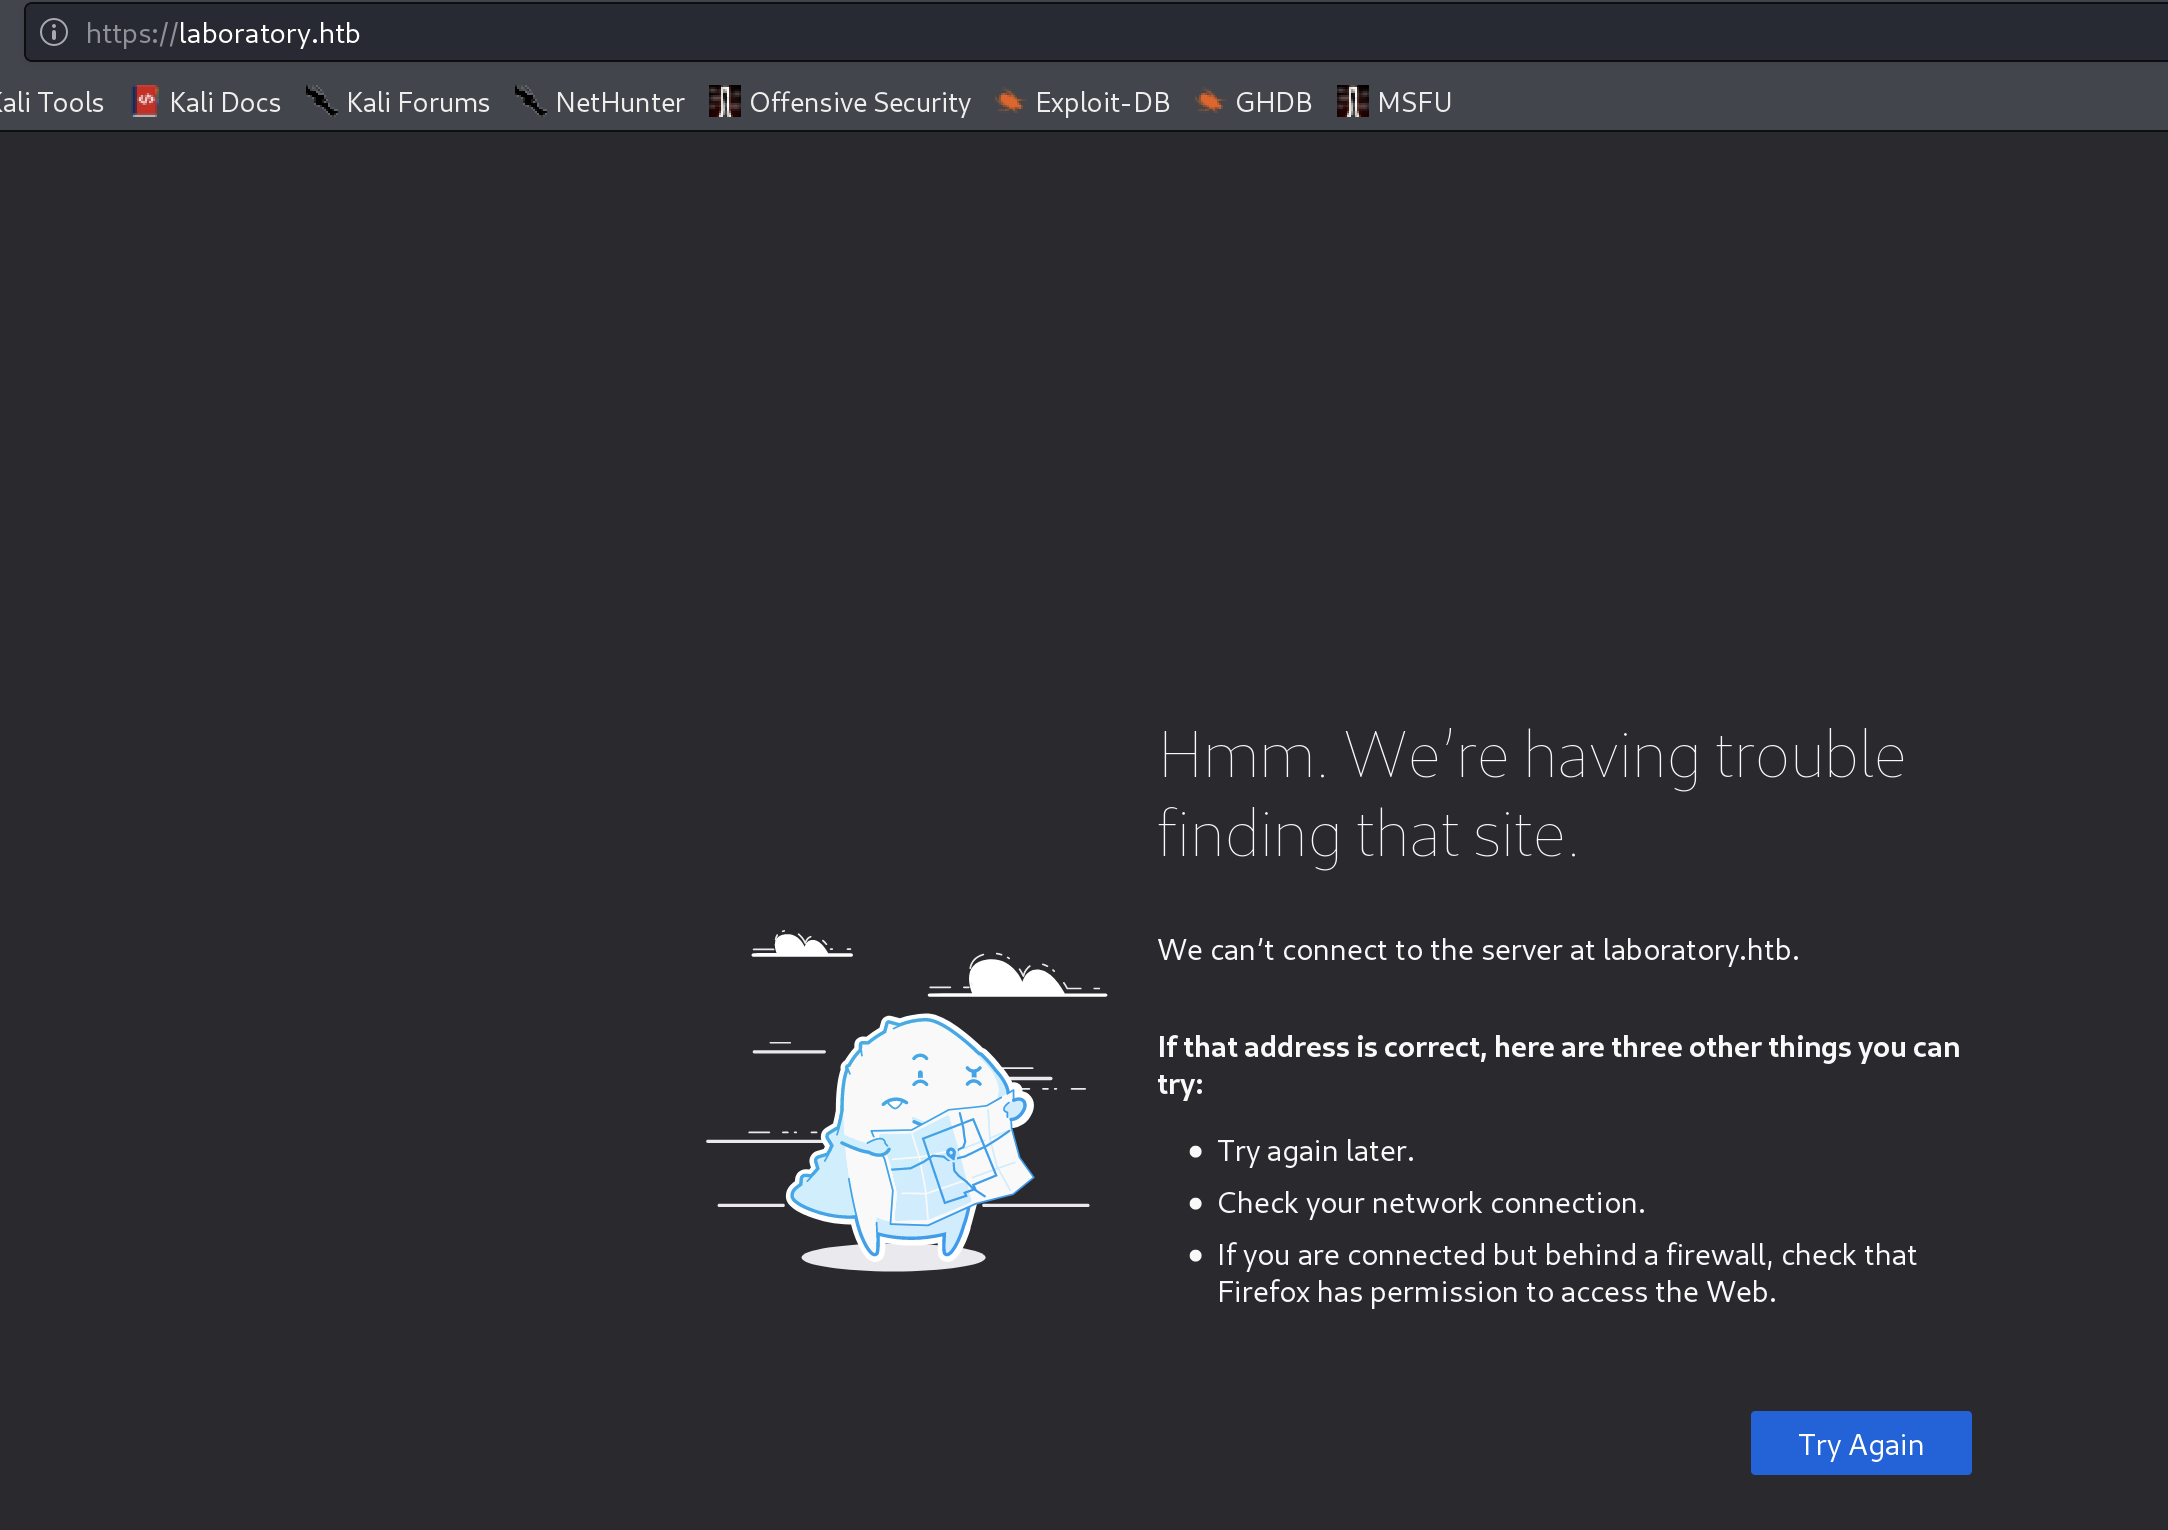 https://laboratory.htb
Kali Tools Kali Docs Kali Forums NetHunter Offensive Security Exploit-DB GHDB MSFU
Hmm. We’re having trouble
finding that site.
We can’t connect to the server at laboratory.htb.
If that address is correct, here are three other things you can
try:
• Try again later.
• Check your network connection.
• If you are connected but behind a firewall, check that
Firefox has permission to access the Web.
Try Again